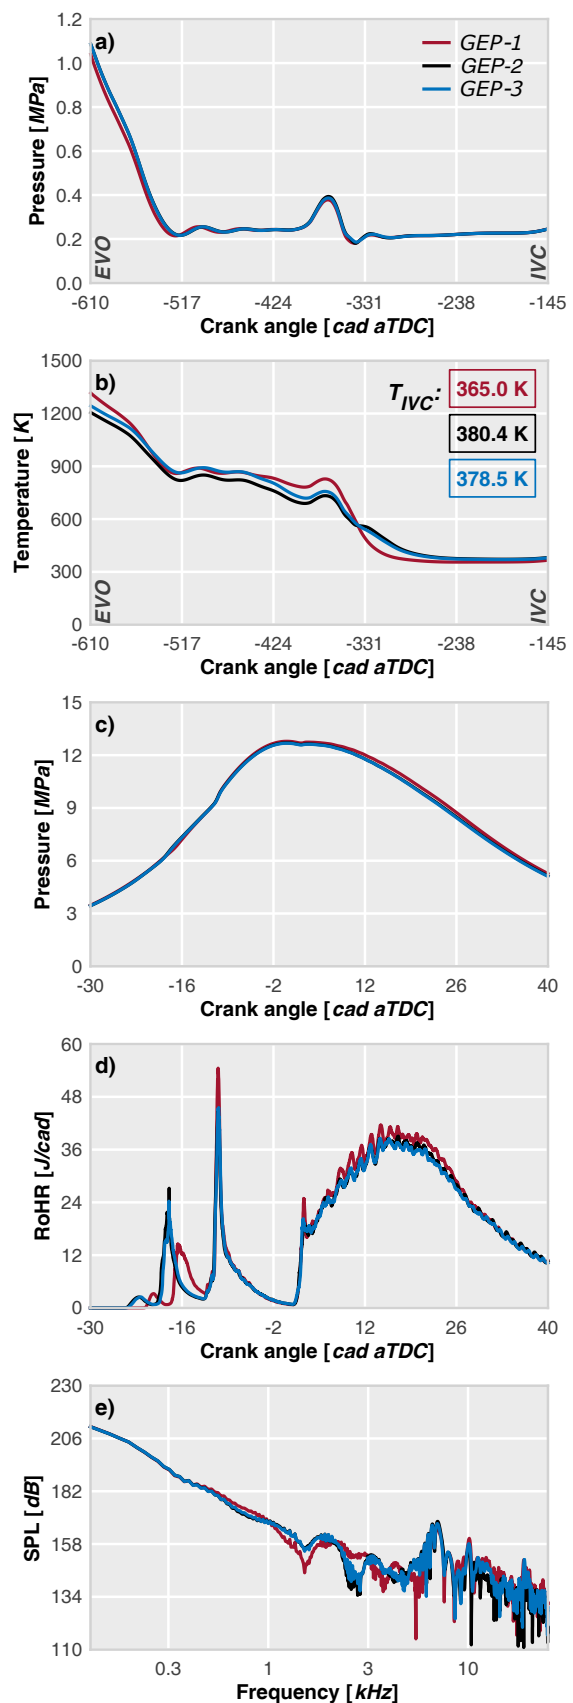 a)
GEP-1
GEP-2
GEP-3
Pressure [MPa]
1.2
1.0
0.8
0.6
0.4
0.2
0.0
EVO
IVC
-610 -517 -424 -331 -238 -145
Crank angle [cad aTDC]
b)
T_IVC: 365.0 K
380.4 K
378.5 K
Temperature [K]
1500
1200
900
600
300
0
EVO
IVC
-610 -517 -424 -331 -238 -145
Crank angle [cad aTDC]
c)
Pressure [MPa]
15
12
9
6
3
0
-30 -16 -2 12 26 40
Crank angle [cad aTDC]
d)
RoHR [J/cad]
60
48
36
24
12
0
-30 -16 -2 12 26 40
Crank angle [cad aTDC]
e)
SPL [dB]
230
206
182
158
134
110
0.3 1 3 10
Frequency [kHz]